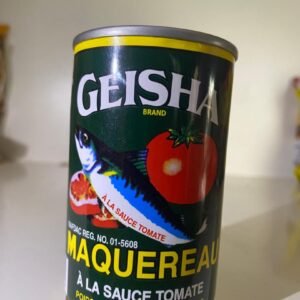 GEISHA
BRAND
À LA SAUCE TOMATE
NAFDAC REG. NO. 01-5608
MAQUEREAU
À LA SAUCE TOMATE